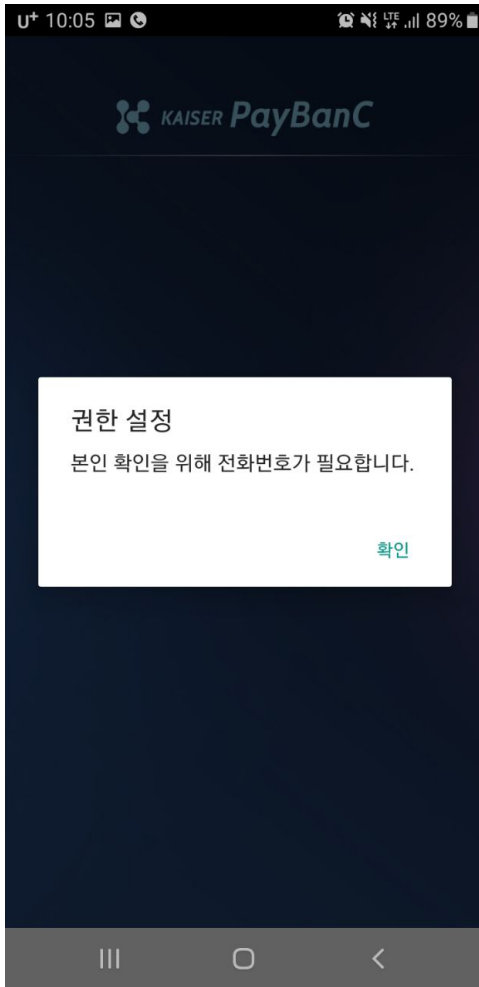 U+ 10:05 LTE 89%
KAISER PayBanC
권한 설정
본인 확인을 위해 전화번호가 필요합니다.
확인